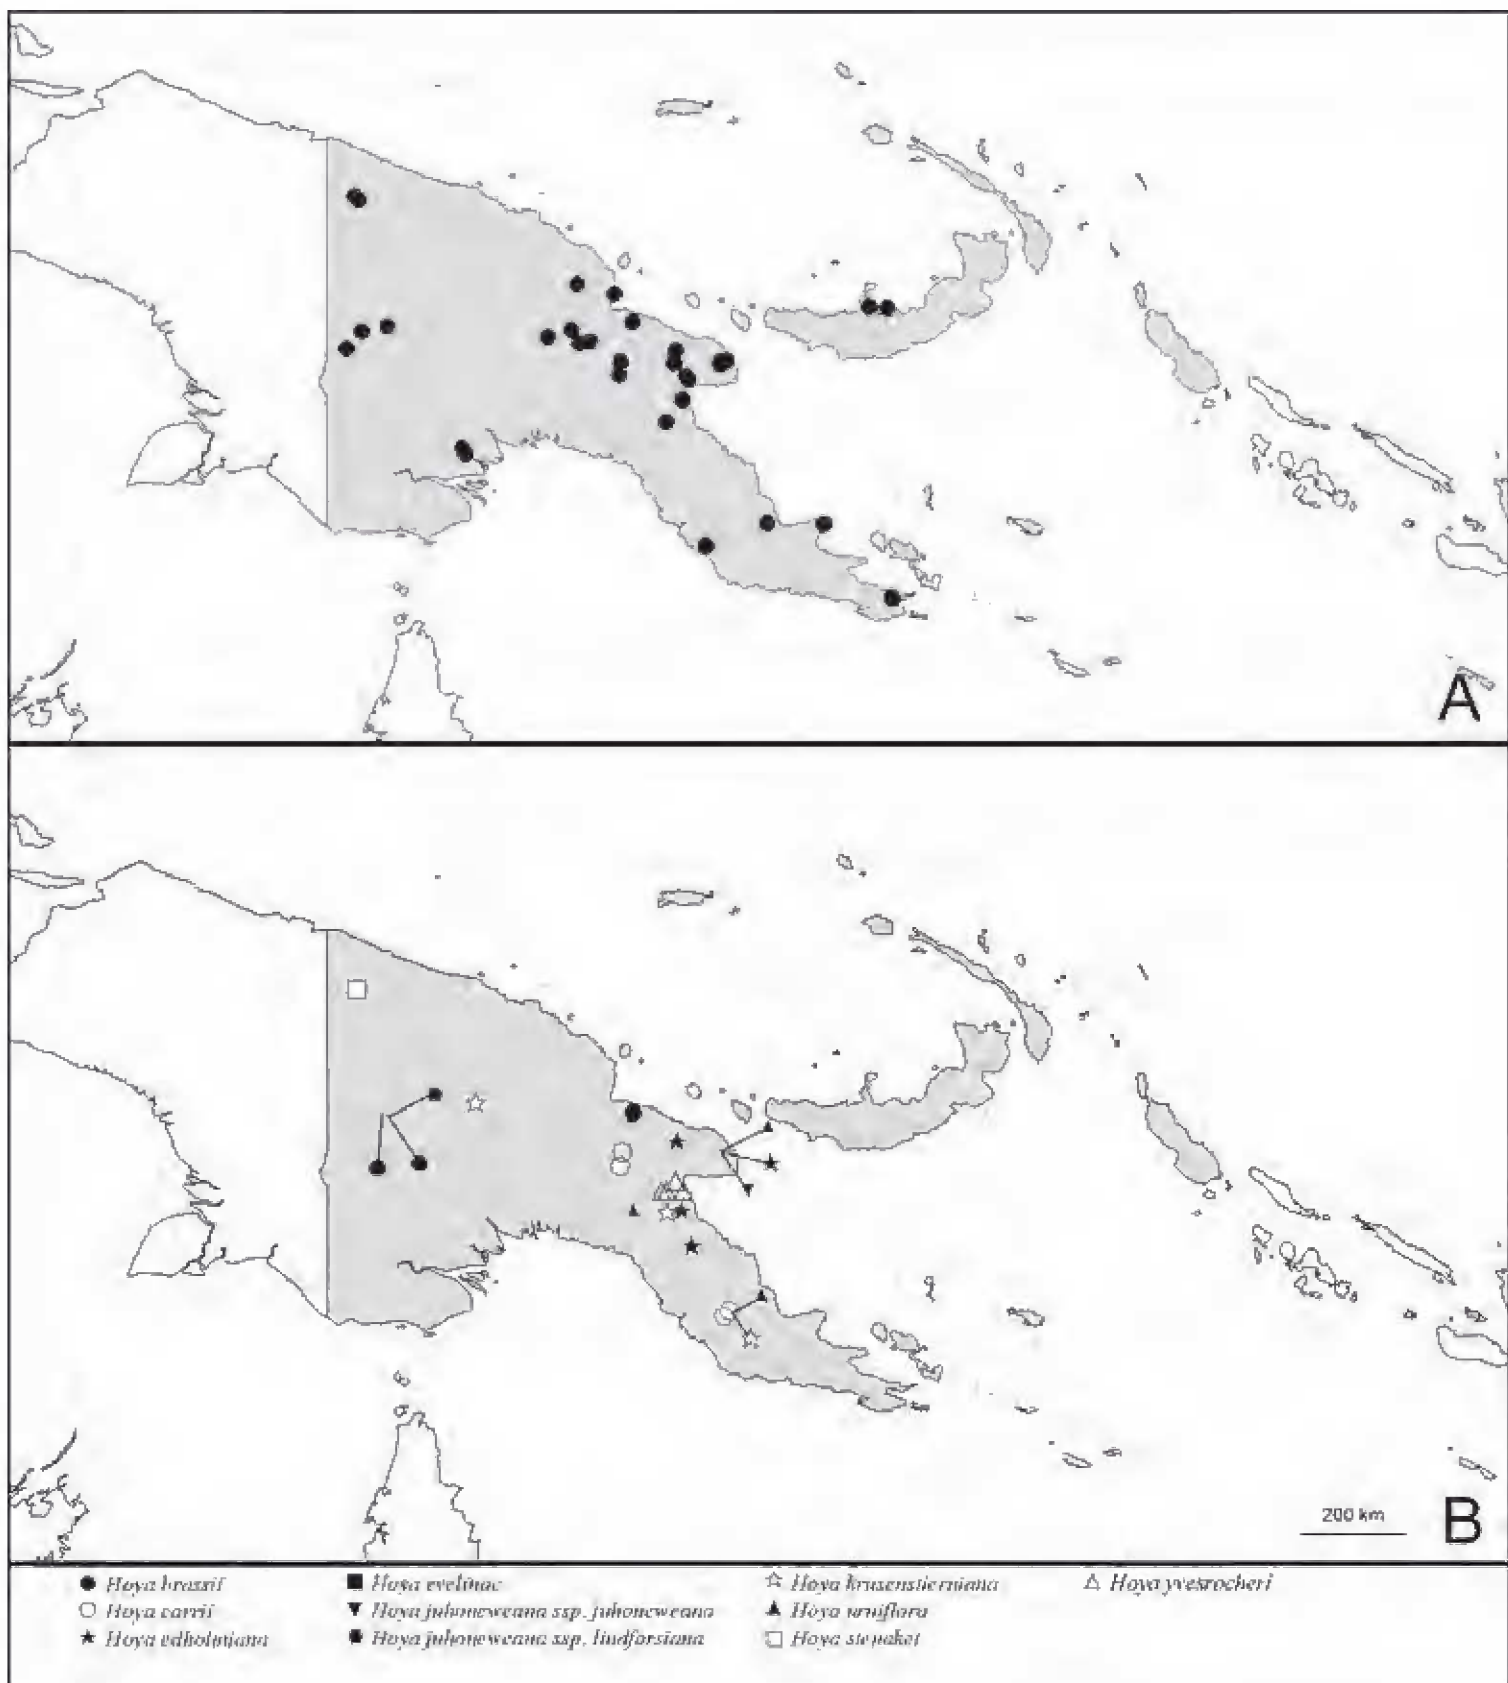 A
200 km
B
Hoya brassii
Hoya carrii
Hoya edholmiana
Hoya evelinae
Hoya juhoneweana ssp. juhoneweana
Hoya juhoneweana ssp. lindforsiana
Hoya krusenstierniana
Hoya urniflora
Hoya stenakei
Hoya yvesrocheri